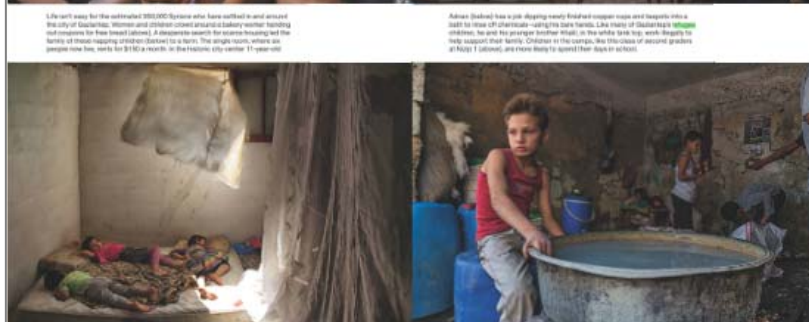 Life isn't easy for the estimated 350,000 Syrians who have settled in and around
the city of Gaziantep. Women and children crowd around a bakery worker handing
out coupons for free bread (above). A desperate search for scarce housing led the
family of these napping children (below) to a farm. The single room, where six
people now live, rents for $150 a month. In the historic city center 11-year-old
Adnan (below) has a job dipping newly finished copper cups and teapots into a
bath to rinse off chemicals—using his bare hands. Like many of Gaziantep's refugee
children, he and his younger brother Khalil, in the white tank top, work illegally to
help support their family. Children in the camps, like this class of second graders
at Nizip 1 (above), are more likely to spend their days in school.